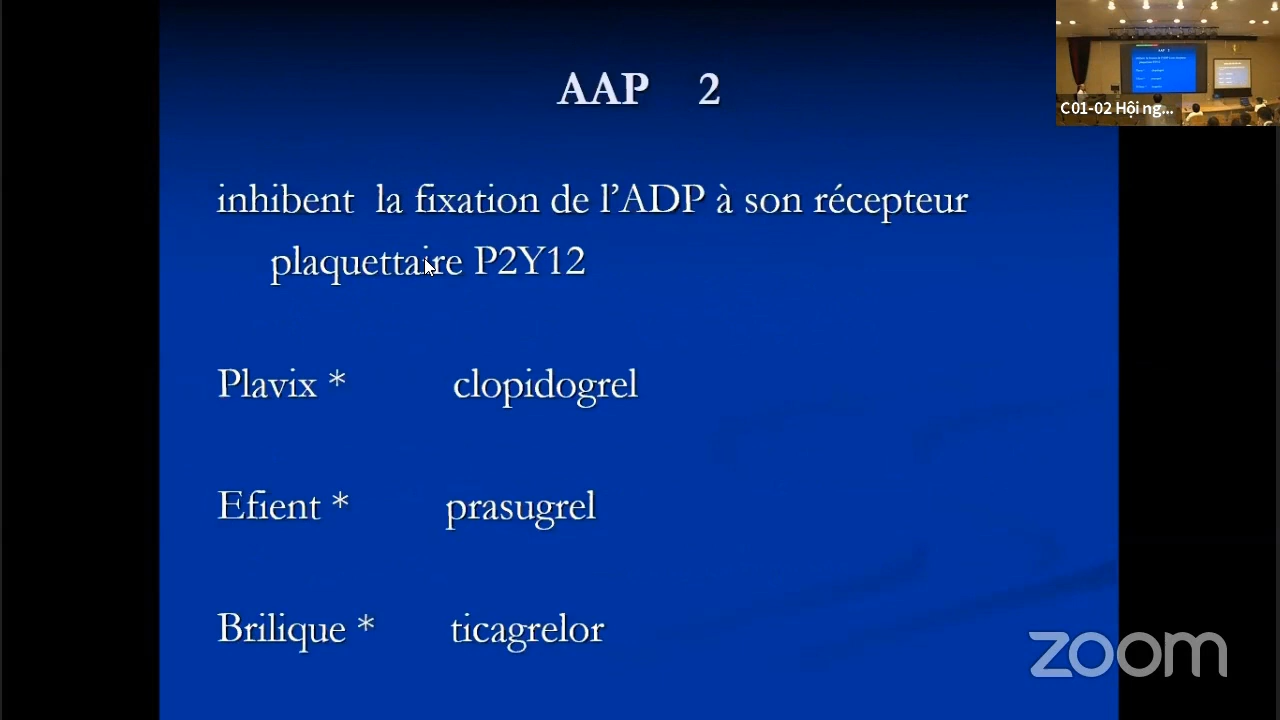 AAP 2
inhibent la fixation de l’ADP à son récepteur
plaquettaire P2Y12
Plavix * clopidogrel
Efient * prasugrel
Brilique * ticagrelor
C01-02 Hội ng...
zoom